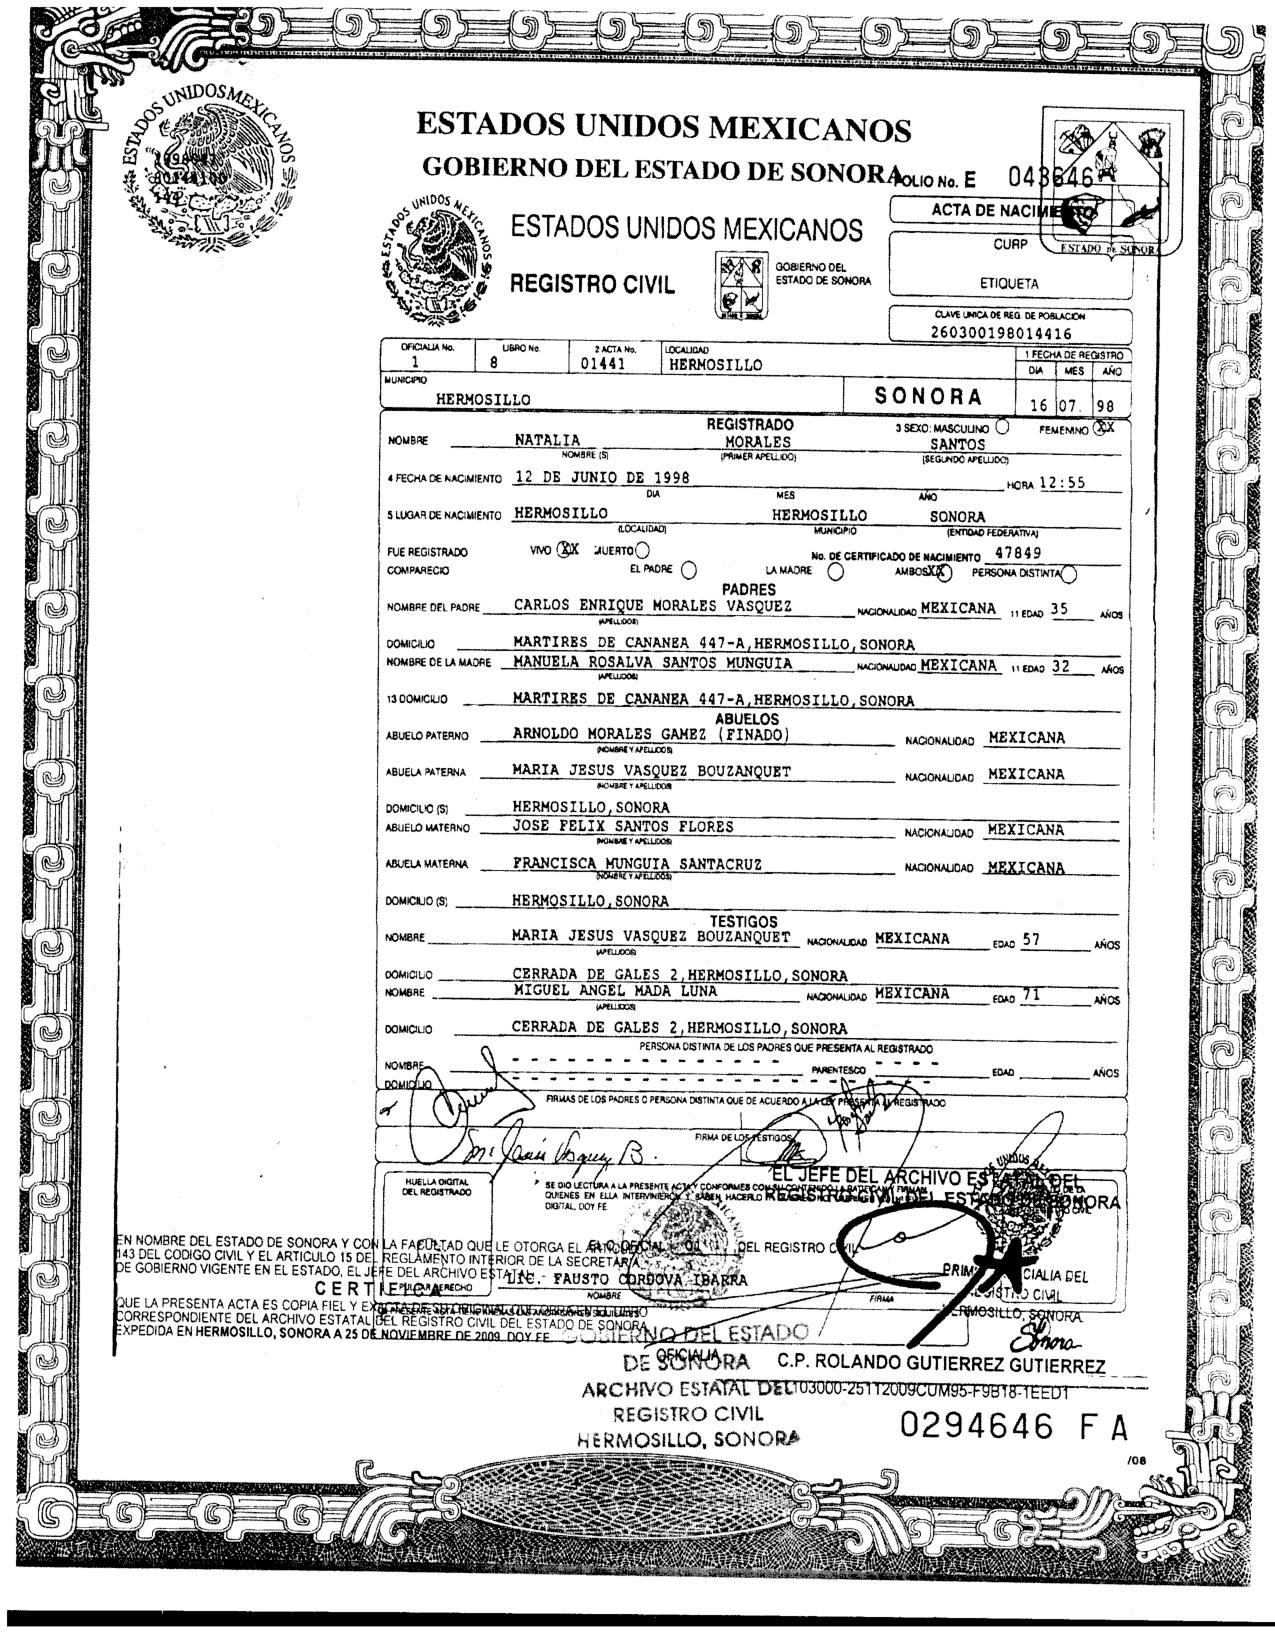 ESTADOS UNIDOS MEXICANOS
ESTADOS UNIDOS MEXICANOS
GOBIERNO DEL ESTADO DE SONORA
FOLIO No. E 043646
ESTADOS UNIDOS MEXICANOS
ESTADOS UNIDOS MEXICANOS
REGISTRO CIVIL
GOBIERNO DEL
ESTADO DE SONORA
ACTA DE NACIMIENTO
ESTADO DE SONORA
CURP
ETIQUETA
CLAVE UNICA DE REG. DE POBLACION
260300198014416
OFICIALIA No. LIBRO No. 2 ACTA No. LOCALIDAD 1 FECHA DE REGISTRO
1 8 01441 HERMOSILLO DIA MES AÑO
MUNICIPIO
HERMOSILLO SONORA 16 07. 98
REGISTRADO 3 SEXO: MASCULINO FEMENINO XX
NOMBRE NATALIA MORALES SANTOS
NOMBRE (S) (PRIMER APELLIDO) (SEGUNDO APELLIDO)
4 FECHA DE NACIMIENTO 12 DE JUNIO DE 1998 HORA 12:55
DIA MES AÑO
5 LUGAR DE NACIMIENTO HERMOSILLO HERMOSILLO SONORA
(LOCALIDAD) MUNICIPIO (ENTIDAD FEDERATIVA)
FUE REGISTRADO VIVO XX MUERTO No. DE CERTIFICADO DE NACIMIENTO 47849
COMPARECIO EL PADRE LA MADRE AMBOS XX PERSONA DISTINTA
PADRES
NOMBRE DEL PADRE CARLOS ENRIQUE MORALES VASQUEZ NACIONALIDAD MEXICANA 11 EDAD 35 AÑOS
(APELLIDOS)
DOMICILIO MARTIRES DE CANANEA 447-A,HERMOSILLO,SONORA
NOMBRE DE LA MADRE MANUELA ROSALVA SANTOS MUNGUIA NACIONALIDAD MEXICANA 11 EDAD 32 AÑOS
(APELLIDOS)
13 DOMICILIO MARTIRES DE CANANEA 447-A,HERMOSILLO,SONORA
ABUELOS
ABUELO PATERNO ARNOLDO MORALES GAMEZ (FINADO) NACIONALIDAD MEXICANA
(NOMBRE Y APELLIDOS)
ABUELA PATERNA MARIA JESUS VASQUEZ BOUZANQUET NACIONALIDAD MEXICANA
(NOMBRE Y APELLIDOS)
DOMICILIO (S) HERMOSILLO,SONORA
ABUELO MATERNO JOSE FELIX SANTOS FLORES NACIONALIDAD MEXICANA
(NOMBRE Y APELLIDOS)
ABUELA MATERNA FRANCISCA MUNGUIA SANTACRUZ NACIONALIDAD MEXICANA
(NOMBRE Y APELLIDOS)
DOMICILIO (S) HERMOSILLO,SONORA
TESTIGOS
NOMBRE MARIA JESUS VASQUEZ BOUZANQUET NACIONALIDAD MEXICANA EDAD 57 AÑOS
(APELLIDOS)
DOMICILIO CERRADA DE GALES 2,HERMOSILLO,SONORA
NOMBRE MIGUEL ANGEL MADA LUNA NACIONALIDAD MEXICANA EDAD 71 AÑOS
(APELLIDOS)
DOMICILIO CERRADA DE GALES 2,HERMOSILLO,SONORA
PERSONA DISTINTA DE LOS PADRES QUE PRESENTA AL REGISTRADO
NOMBRE PARENTESCO EDAD AÑOS
DOMICILIO
FIRMAS DE LOS PADRES O PERSONA DISTINTA QUE DE ACUERDO A LA LEY PRESENTA AL REGISTRADO
FIRMA DE LOS TESTIGOS
HUELLA DIGITAL
DEL REGISTRADO
SE DIO LECTURA A LA PRESENTE ACTA Y CONFORMES CON SU CONTENIDO LA RATIFICAN Y FIRMAN
QUIENES EN ELLA INTERVINIERON Y SABEN HACERLO
DIGITAL, DOY FE
EL JEFE DEL ARCHIVO ESTATAL DEL
REGISTRO CIVIL DEL ESTADO DE SONORA
EL C. OFICIAL 001 DEL REGISTRO CIVIL
LIC. FAUSTO CORDOVA IBARRA
NOMBRE FIRMA
PULGAR DERECHO
PRIMERA OFICIALIA DEL
REGISTRO CIVIL
HERMOSILLO, SONORA
EN NOMBRE DEL ESTADO DE SONORA Y CON LA FACULTAD QUE LE OTORGA EL ARTICULO
143 DEL CODIGO CIVIL Y EL ARTICULO 15 DEL REGLAMENTO INTERIOR DE LA SECRETARIA
DE GOBIERNO VIGENTE EN EL ESTADO, EL JEFE DEL ARCHIVO ESTATAL
CERTIFICA
QUE LA PRESENTE ACTA ES COPIA FIEL Y EXACTA DE SU ORIGINAL
CORRESPONDIENTE DEL ARCHIVO ESTATAL DEL REGISTRO CIVIL DEL ESTADO DE SONORA
EXPEDIDA EN HERMOSILLO, SONORA A 25 DE NOVIEMBRE DE 2009. DOY FE
GOBIERNO DEL ESTADO
DE SONORA
OFICIALIA
ARCHIVO ESTATAL DEL
REGISTRO CIVIL
HERMOSILLO, SONORA
Sonora
C.P. ROLANDO GUTIERREZ GUTIERREZ
103000-25112009CUM95-F9B18-1EED1
0294646 F A
/08